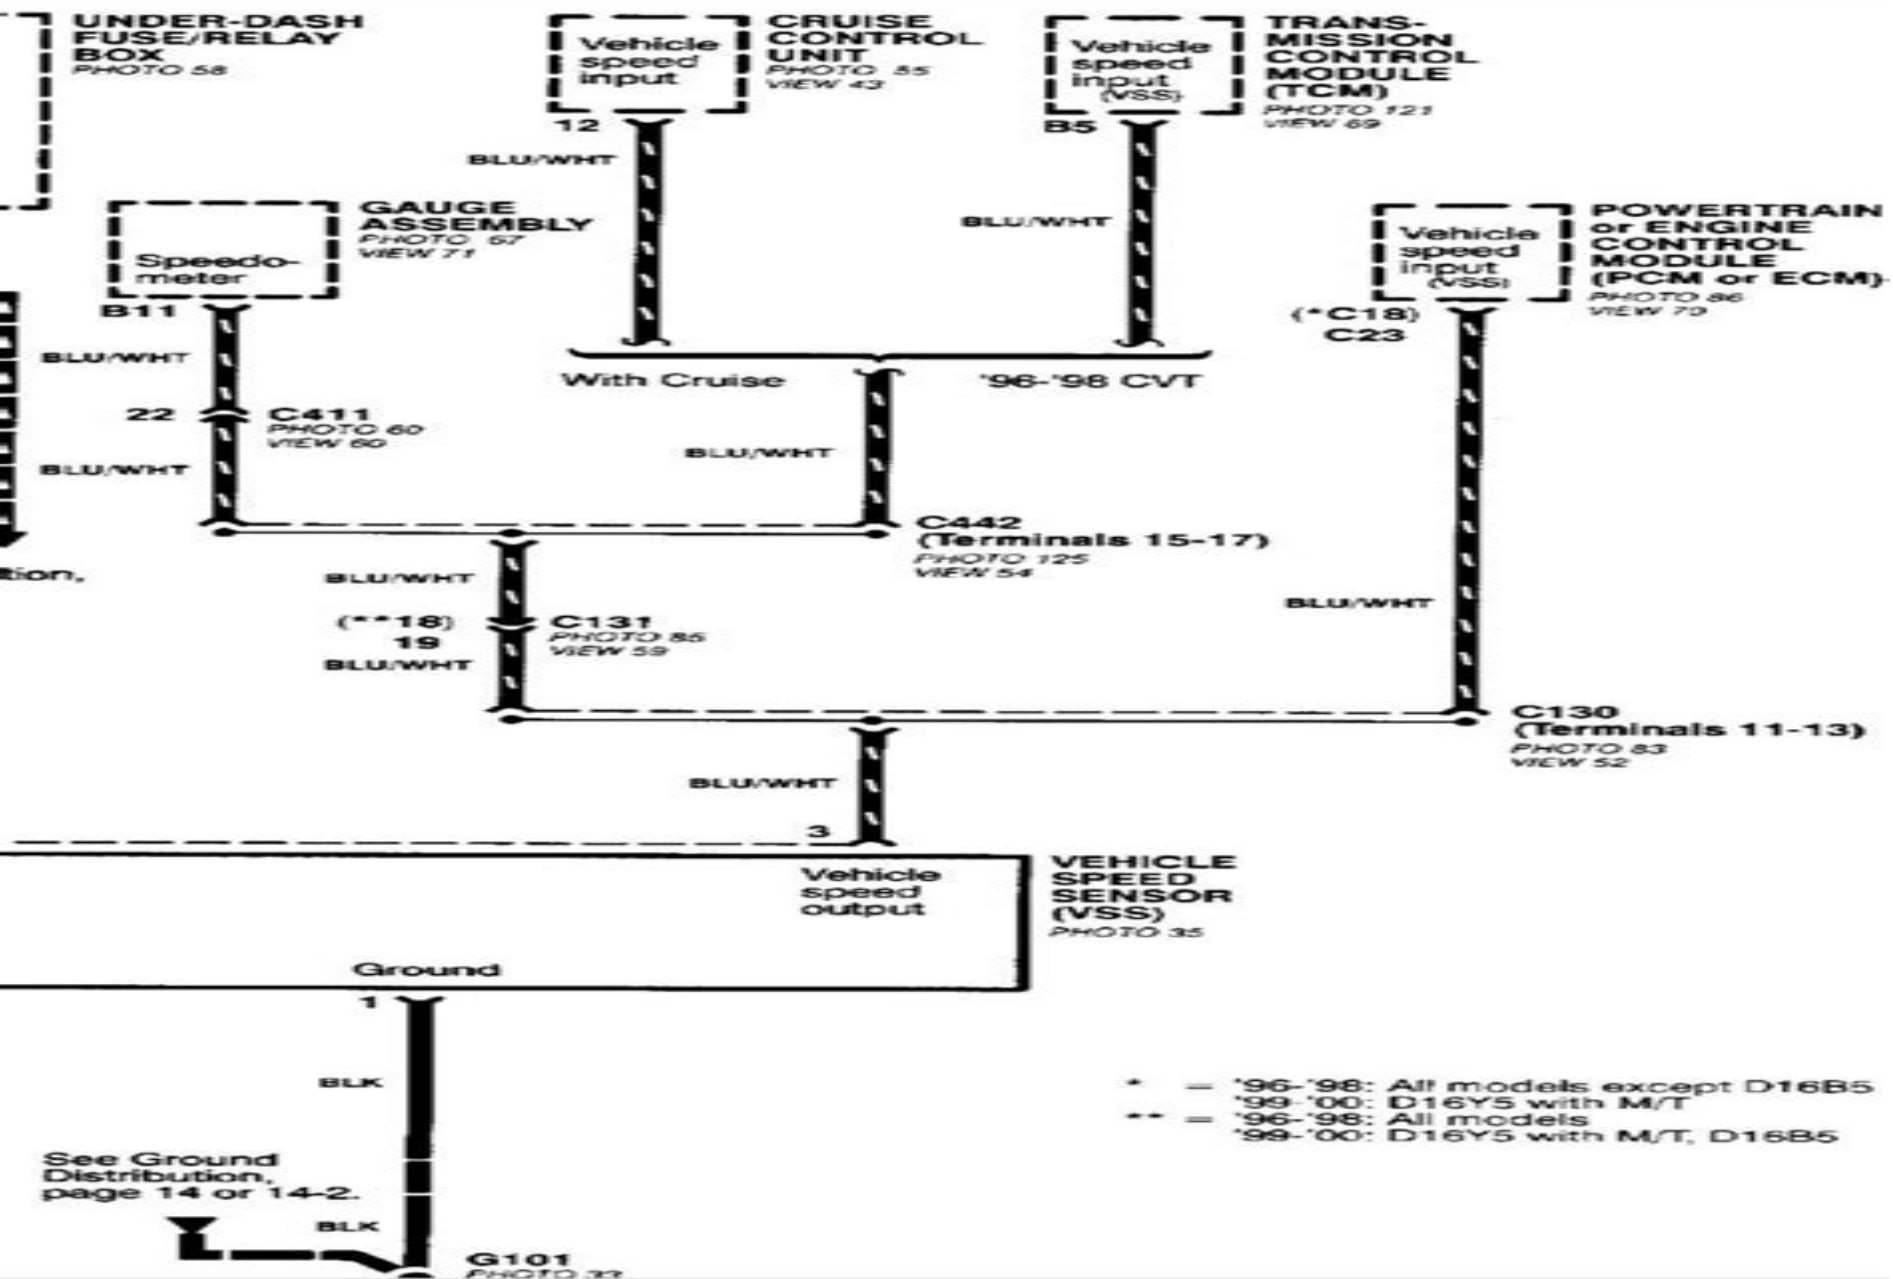 UNDER-DASH
FUSE/RELAY
BOX
PHOTO 58
Vehicle
speed
input
CRUISE
CONTROL
UNIT
PHOTO 55
VIEW 43
12
BLU/WHT
Vehicle
speed
input
(VSS)
TRANS-
MISSION
CONTROL
MODULE
(TCM)
PHOTO 121
VIEW 69
B5
BLU/WHT
Speedo-
meter
GAUGE
ASSEMBLY
PHOTO 67
VIEW 71
B11
BLU/WHT
Vehicle
speed
input
(VSS)
POWERTRAIN
or ENGINE
CONTROL
MODULE
(PCM or ECM)
PHOTO 86
VIEW 70
(*C18)
C23
With Cruise
'96-'98 CVT
22
C411
PHOTO 60
VIEW 60
BLU/WHT
BLU/WHT
C442
(Terminals 15-17)
PHOTO 125
VIEW 54
tion,
BLU/WHT
BLU/WHT
(**18)
19
C131
PHOTO 85
VIEW 59
BLU/WHT
C130
(Terminals 11-13)
PHOTO 83
VIEW 52
BLU/WHT
3
Vehicle
speed
output
VEHICLE
SPEED
SENSOR
(VSS)
PHOTO 35
Ground
1
BLK
* = '96-'98: All models except D16B5
'99-'00: D16Y5 with M/T
** = '96-'98: All models
'99-'00: D16Y5 with M/T, D16B5
See Ground
Distribution,
page 14 or 14-2.
BLK
G101
PHOTO 33